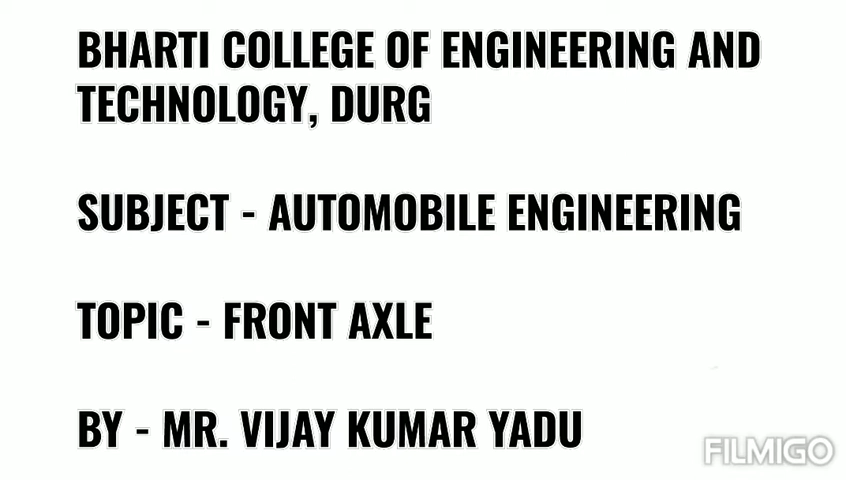 BHARTI COLLEGE OF ENGINEERING AND
TECHNOLOGY, DURG
SUBJECT - AUTOMOBILE ENGINEERING
TOPIC - FRONT AXLE
BY - MR. VIJAY KUMAR YADU
FILMIGO